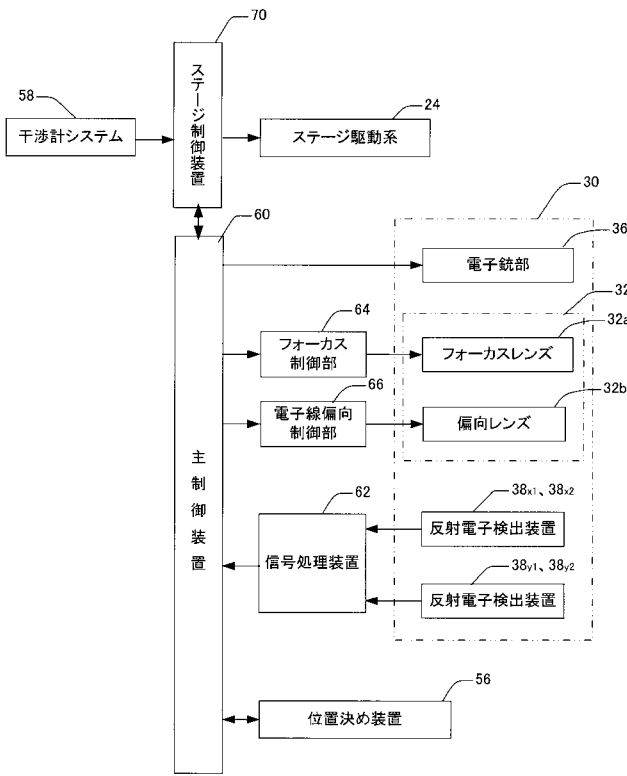 70
ステージ制御装置
58
干渉計システム
24
ステージ駆動系
60
主制御装置
30
36
電子銃部
32
32a
フォーカスレンズ
64
フォーカス
制御部
66
電子線偏向
制御部
32b
偏向レンズ
62
信号処理装置
38x1、38x2
反射電子検出装置
38y1、38y2
反射電子検出装置
56
位置決め装置